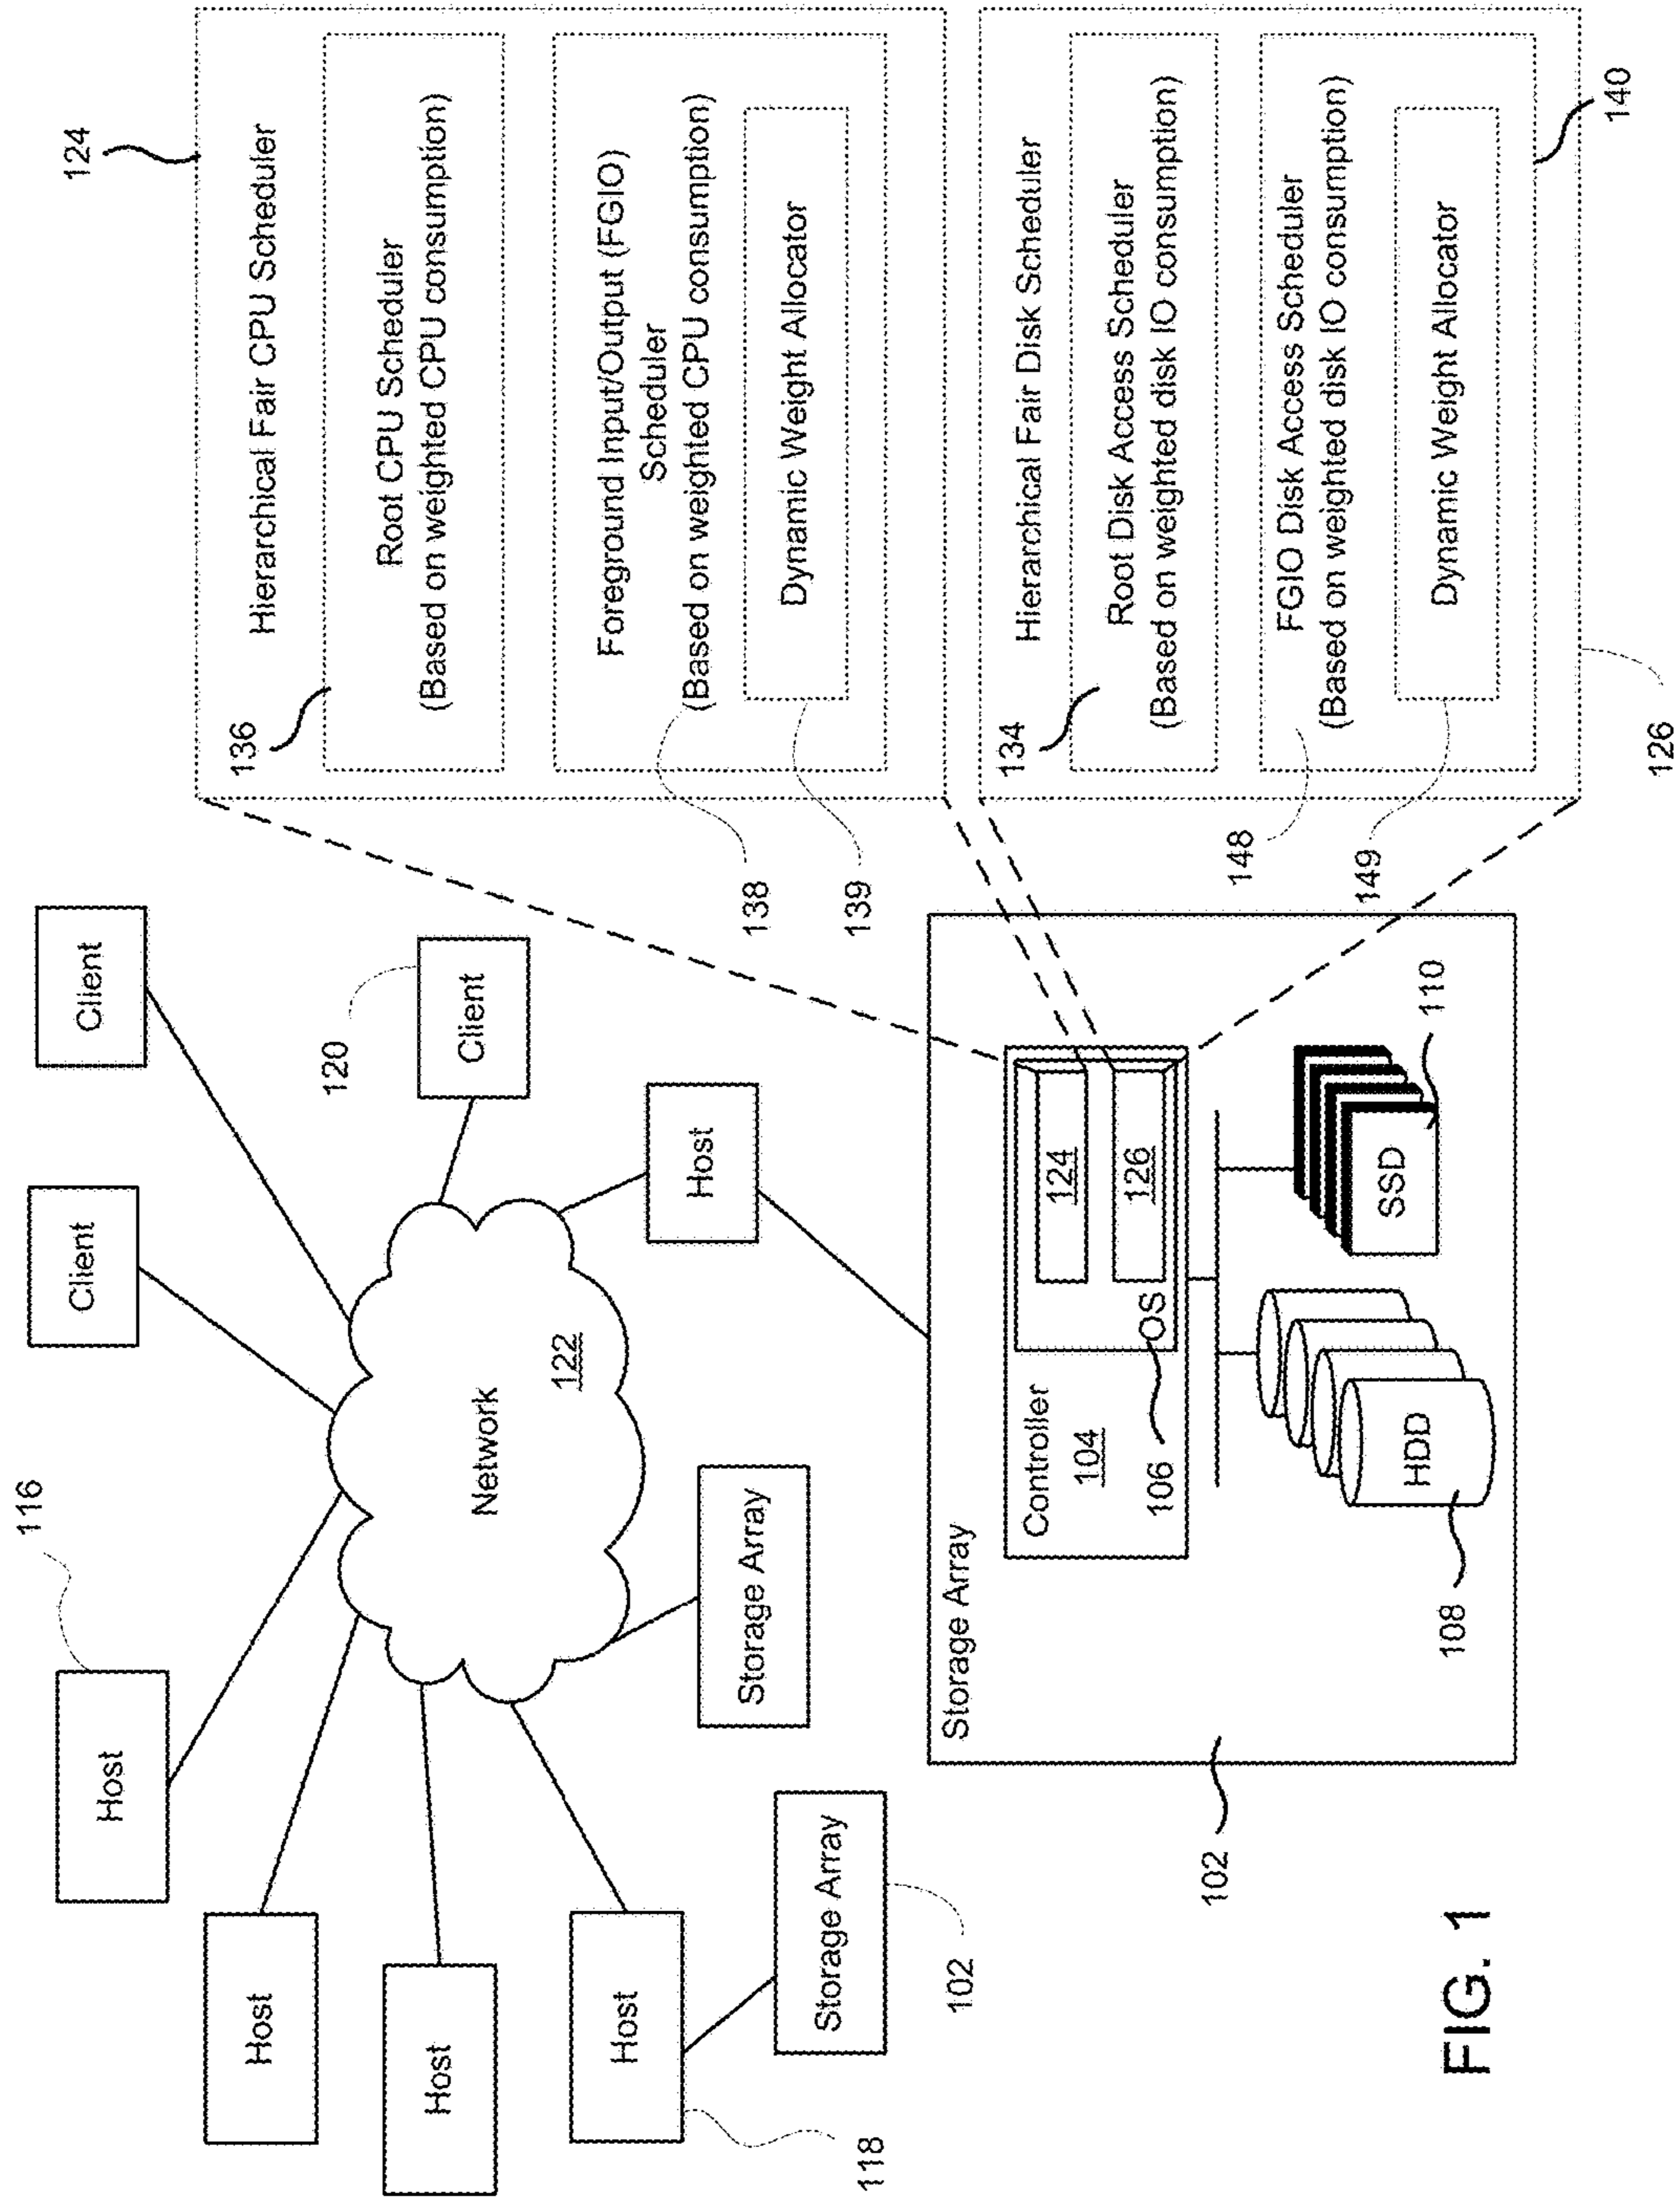 116
Host
Host
Host
Host
118
Storage Array
102
Client
Client
120
Client
Network
122
Storage Array
Host
Storage Array
102
Controller
104
106
OS
124
126
HDD
108
SSD
110
124
Hierarchical Fair CPU Scheduler
136
Root CPU Scheduler
(Based on weighted CPU consumption)
Foreground Input/Output (FGIO)
Scheduler
(Based on weighted CPU consumption)
138
Dynamic Weight Allocator
139
Hierarchical Fair Disk Scheduler
134
Root Disk Access Scheduler
(Based on weighted disk IO consumption)
FGIO Disk Access Scheduler
(Based on weighted disk IO consumption)
148
Dynamic Weight Allocator
149
140
126
FIG. 1